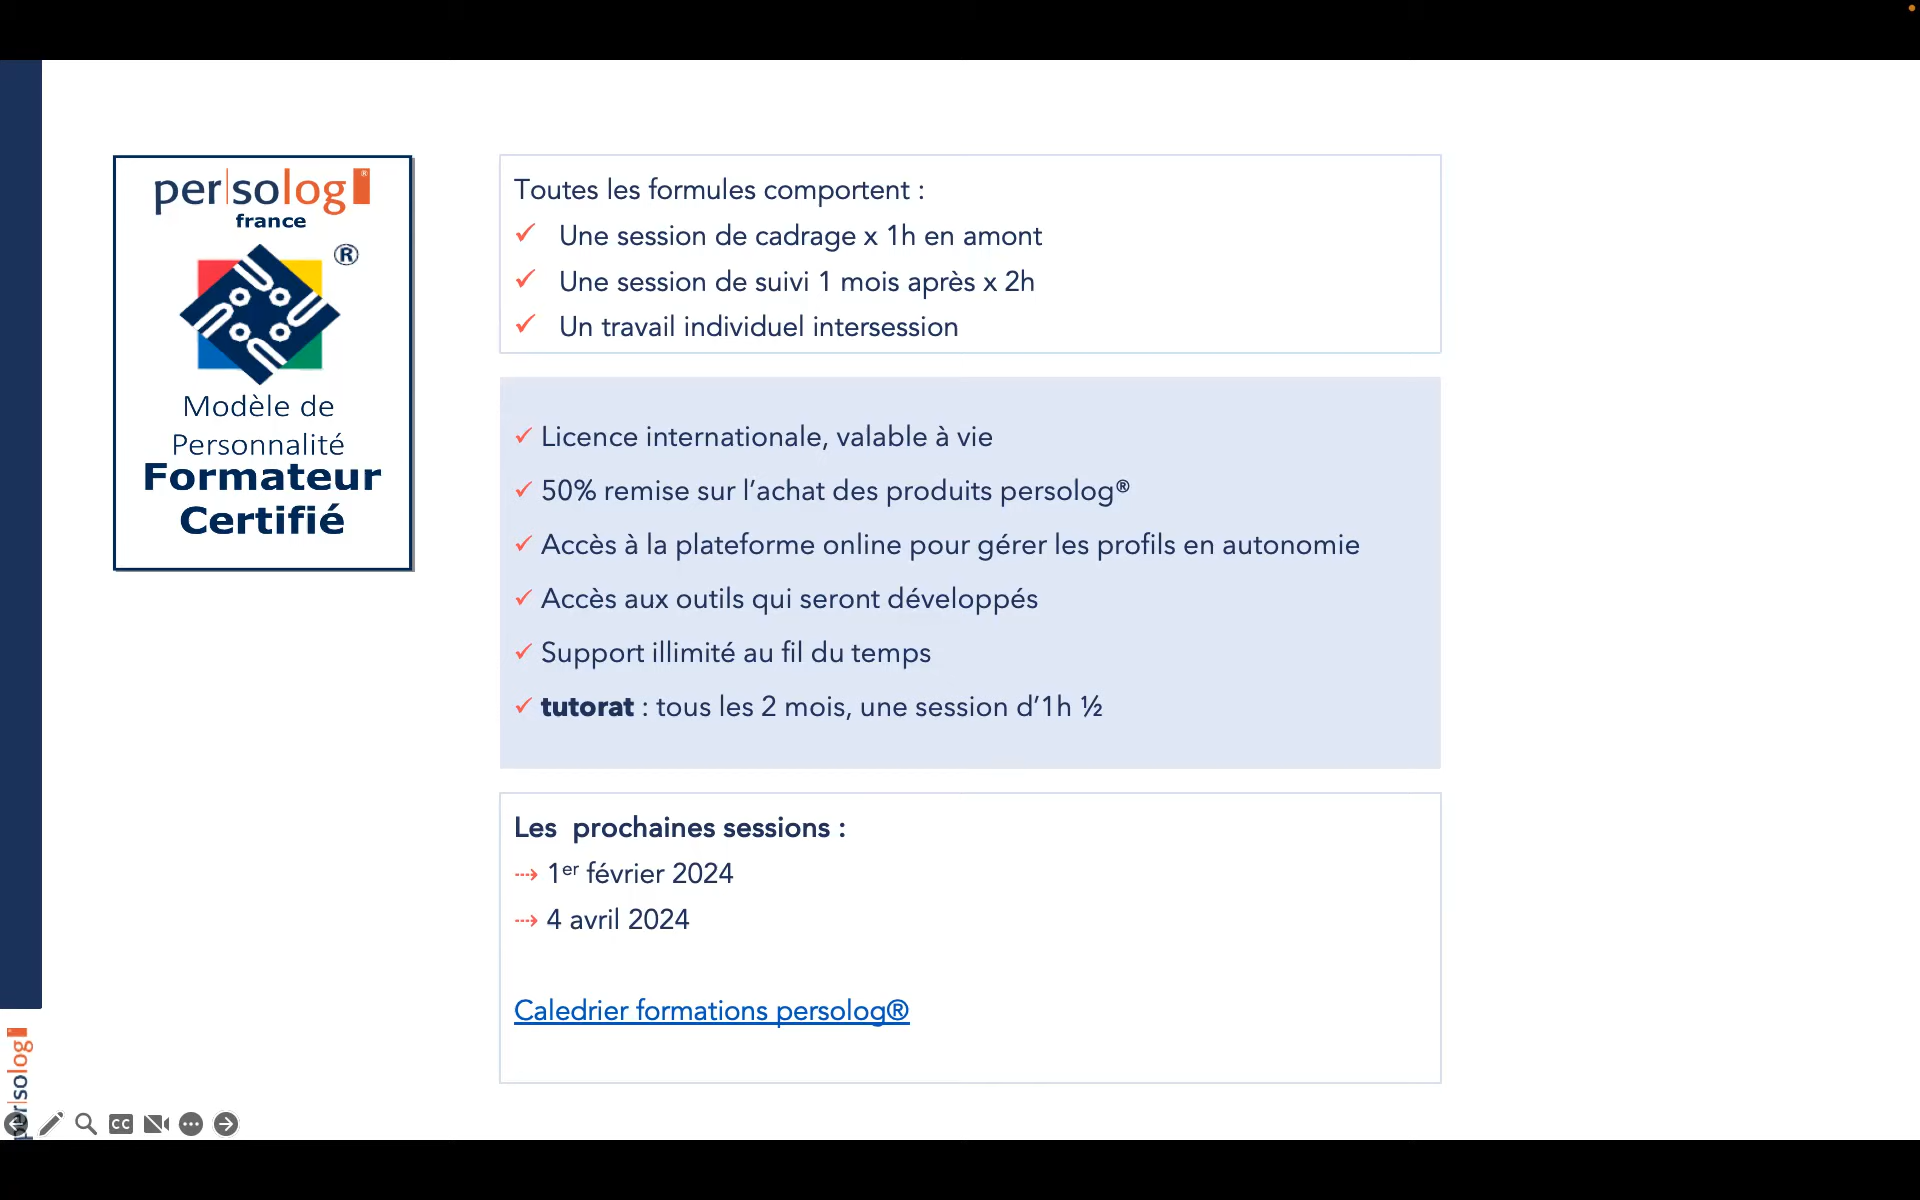 per|solog®
france
®
Modèle de
Personnalité
Formateur
Certifié
Toutes les formules comportent :
✓ Une session de cadrage x 1h en amont
✓ Une session de suivi 1 mois après x 2h
✓ Un travail individuel intersession
✓ Licence internationale, valable à vie
✓ 50% remise sur l’achat des produits persolog®
✓ Accès à la plateforme online pour gérer les profils en autonomie
✓ Accès aux outils qui seront développés
✓ Support illimité au fil du temps
✓ tutorat : tous les 2 mois, une session d’1h ½
Les prochaines sessions :
⇢ 1er février 2024
⇢ 4 avril 2024
Caledrier formations persolog®
per|solog
CC